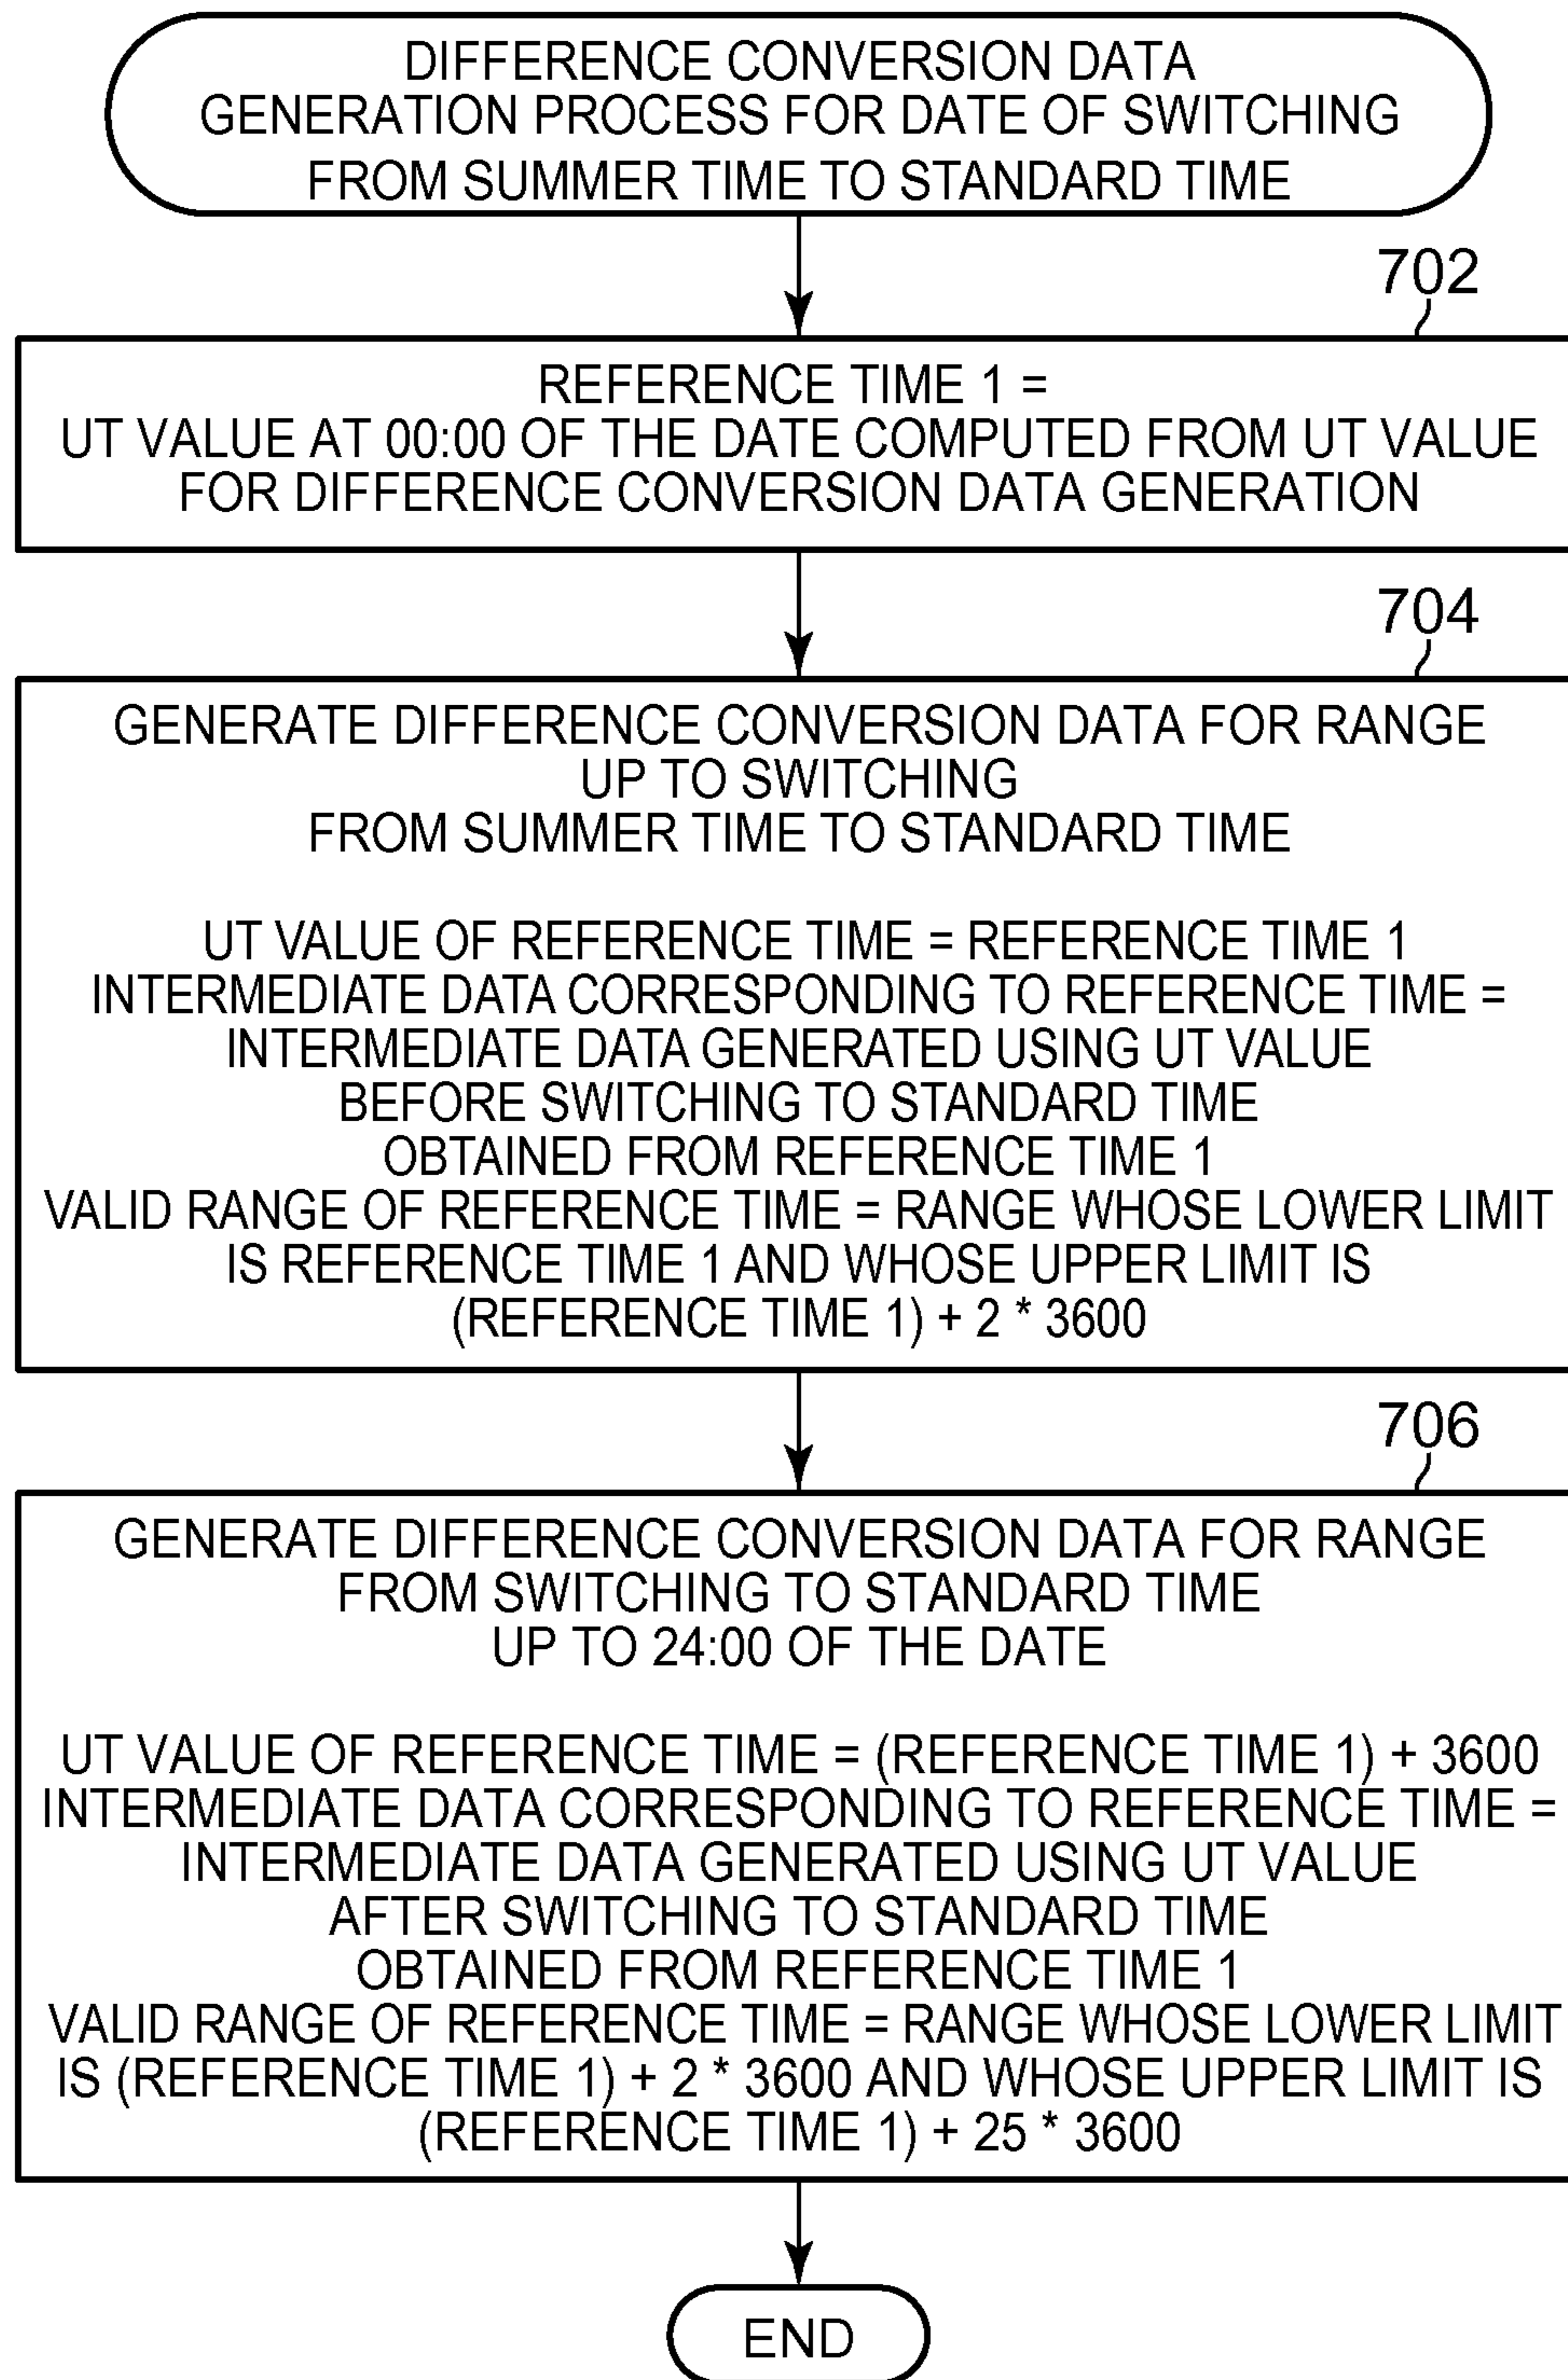 DIFFERENCE CONVERSION DATA
GENERATION PROCESS FOR DATE OF SWITCHING
FROM SUMMER TIME TO STANDARD TIME
702
REFERENCE TIME 1 =
UT VALUE AT 00:00 OF THE DATE COMPUTED FROM UT VALUE
FOR DIFFERENCE CONVERSION DATA GENERATION
704
GENERATE DIFFERENCE CONVERSION DATA FOR RANGE
UP TO SWITCHING
FROM SUMMER TIME TO STANDARD TIME
UT VALUE OF REFERENCE TIME = REFERENCE TIME 1
INTERMEDIATE DATA CORRESPONDING TO REFERENCE TIME =
INTERMEDIATE DATA GENERATED USING UT VALUE
BEFORE SWITCHING TO STANDARD TIME
OBTAINED FROM REFERENCE TIME 1
VALID RANGE OF REFERENCE TIME = RANGE WHOSE LOWER LIMIT
IS REFERENCE TIME 1 AND WHOSE UPPER LIMIT IS
(REFERENCE TIME 1) + 2 * 3600
706
GENERATE DIFFERENCE CONVERSION DATA FOR RANGE
FROM SWITCHING TO STANDARD TIME
UP TO 24:00 OF THE DATE
UT VALUE OF REFERENCE TIME = (REFERENCE TIME 1) + 3600
INTERMEDIATE DATA CORRESPONDING TO REFERENCE TIME =
INTERMEDIATE DATA GENERATED USING UT VALUE
AFTER SWITCHING TO STANDARD TIME
OBTAINED FROM REFERENCE TIME 1
VALID RANGE OF REFERENCE TIME = RANGE WHOSE LOWER LIMIT
IS (REFERENCE TIME 1) + 2 * 3600 AND WHOSE UPPER LIMIT IS
(REFERENCE TIME 1) + 25 * 3600
END